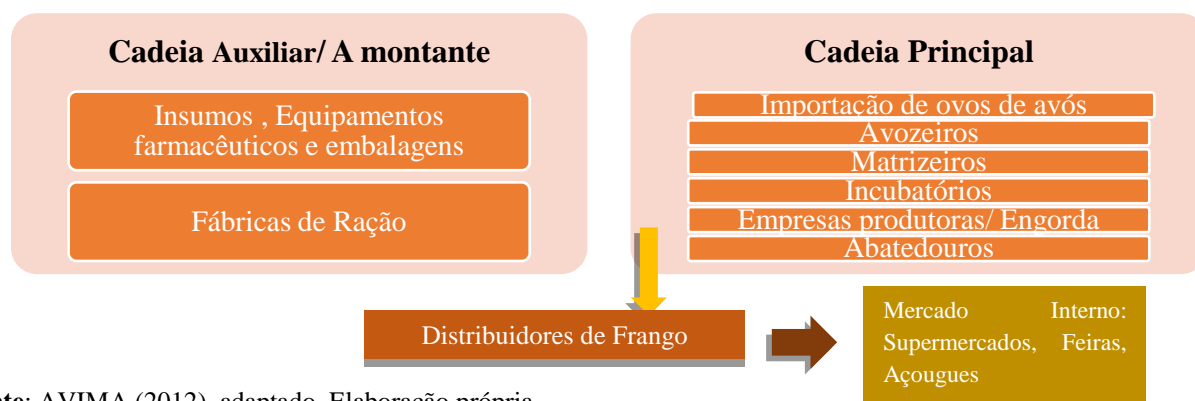 Cadeia Auxiliar/ A montante
Insumos , Equipamentos
farmacêuticos e embalagens
Fábricas de Ração
Cadeia Principal
Importação de ovos de avós
Avozeiros
Matrizeiros
Incubatórios
Empresas produtoras/ Engorda
Abatedouros
Distribuidores de Frango
Mercado Interno:
Supermercados, Feiras,
Açougues
: AVIMA (2012), adaptado. Elaboração própria